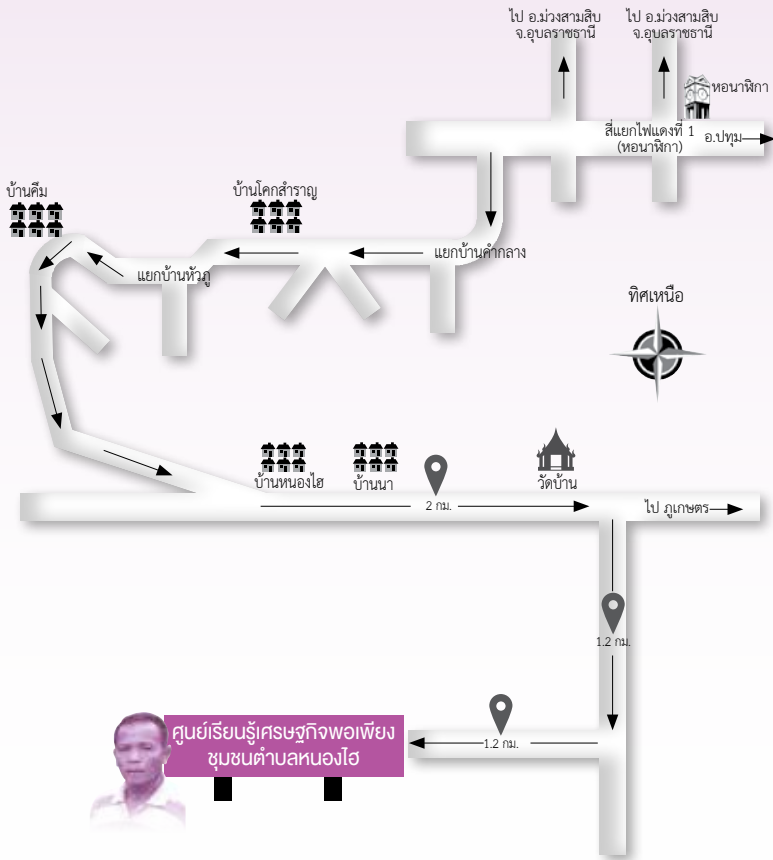 ไป อ.ม่วงสามสิบ
จ.อุบลราชธานี
ไป อ.ม่วงสามสิบ
จ.อุบลราชธานี
หอนาฬิกา
สี่แยกไฟแดงที่ 1
(หอนาฬิกา)
อ.ปทุม
บ้านคึม
บ้านโคกสำราญ
แยกบ้านคำกลาง
แยกบ้านหัวภู
ทิศเหนือ
บ้านหนองไฮ
บ้านนา
วัดบ้าน
2 กม.
ไป ภูเกษตร
1.2 กม.
1.2 กม.
ศูนย์เรียนรู้เศรษฐกิจพอเพียง
ชุมชนตำบลหนองไฮ